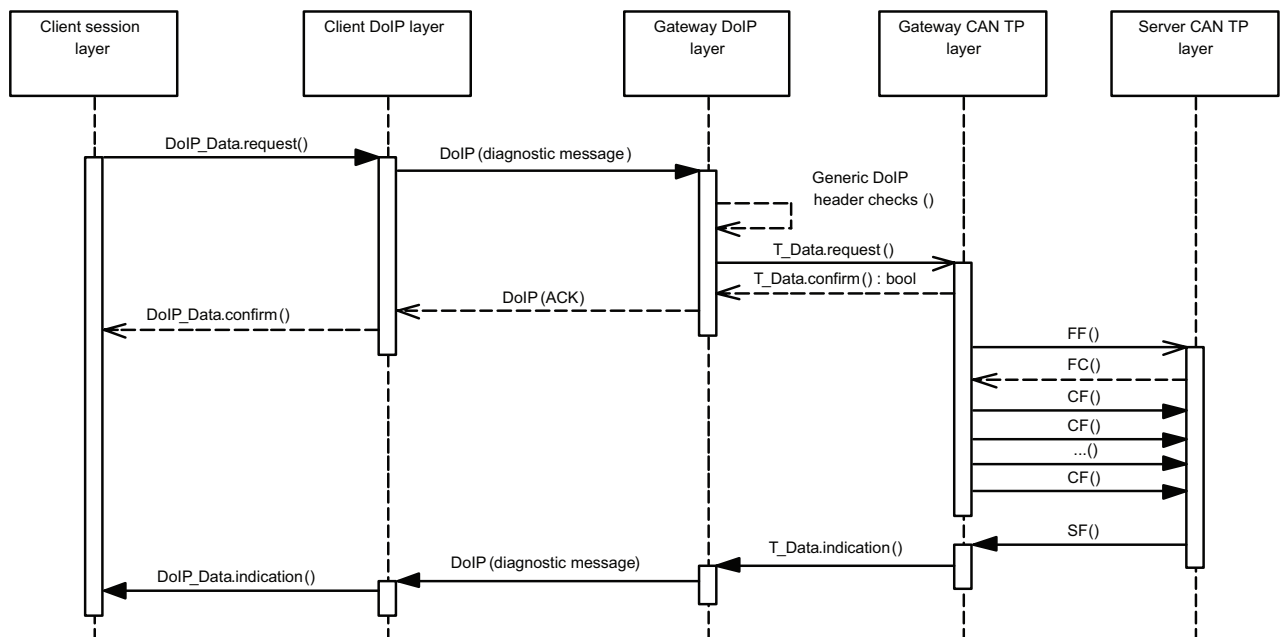 Client session
layer
Client DoIP layer
Gateway DoIP
layer
Gateway CAN TP
layer
Server CAN TP
layer
DoIP_Data.request()
DoIP (diagnostic message)
Generic DoIP
header checks ()
T_Data.request()
T_Data.confirm() : bool
DoIP (ACK)
DoIP_Data.confirm()
FF()
FC()
CF()
CF()
...()
CF()
SF()
T_Data.indication()
DoIP (diagnostic message)
DoIP_Data.indication()